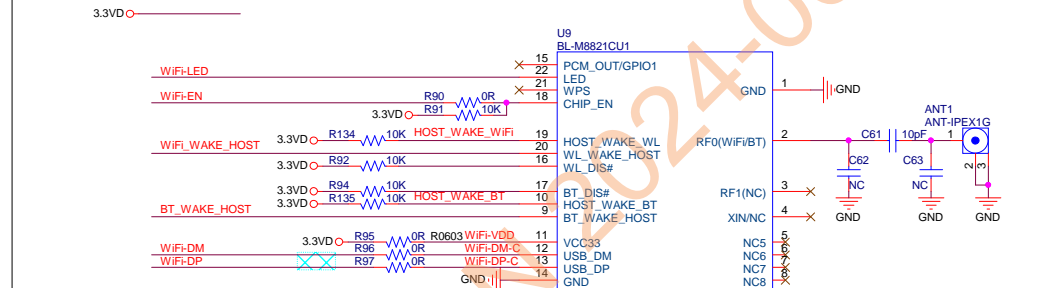 3.3VD
U9
BL-M8821CU1
15 PCM_OUT/GPIO1
WiFi-LED 22 LED
21 WPS
WiFi-EN R90 0R 18 CHIP_EN
3.3VD R91 10K
1 GND GND
3.3VD R134 10K HOST_WAKE_WiFi 19 HOST_WAKE_WL
WiFi_WAKE_HOST 20 WL_WAKE_HOST
3.3VD R92 10K 16 WL_DIS#
RF0(WiFi/BT) 2 C61 10pF 1 ANT1
ANT-IPEX1G
C62 C63 2 3
NC NC
GND GND GND
3.3VD R94 10K 17 BT_DIS#
3.3VD R135 10K HOST_WAKE_BT 10 HOST_WAKE_BT
BT_WAKE_HOST 9 BT_WAKE_HOST
RF1(NC) 3
XIN/NC 4
3.3VD R95 0R R0603 WiFi-VDD 11 VCC33
WiFi-DM R96 0R WiFi-DM-C 12 USB_DM
WiFi-DP R97 0R WiFi-DP-C 13 USB_DP
GND 14 GND
NC5 5
NC6 6
NC7 7
NC8 8
2024-0